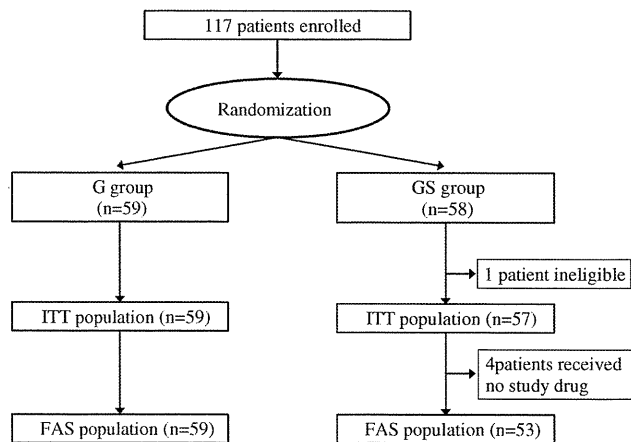 117 patients enrolled
Randomization
G group
(n=59)
GS group
(n=58)
1 patient ineligible
ITT population (n=59)
ITT population (n=57)
4patients received
no study drug
FAS population (n=59)
FAS population (n=53)